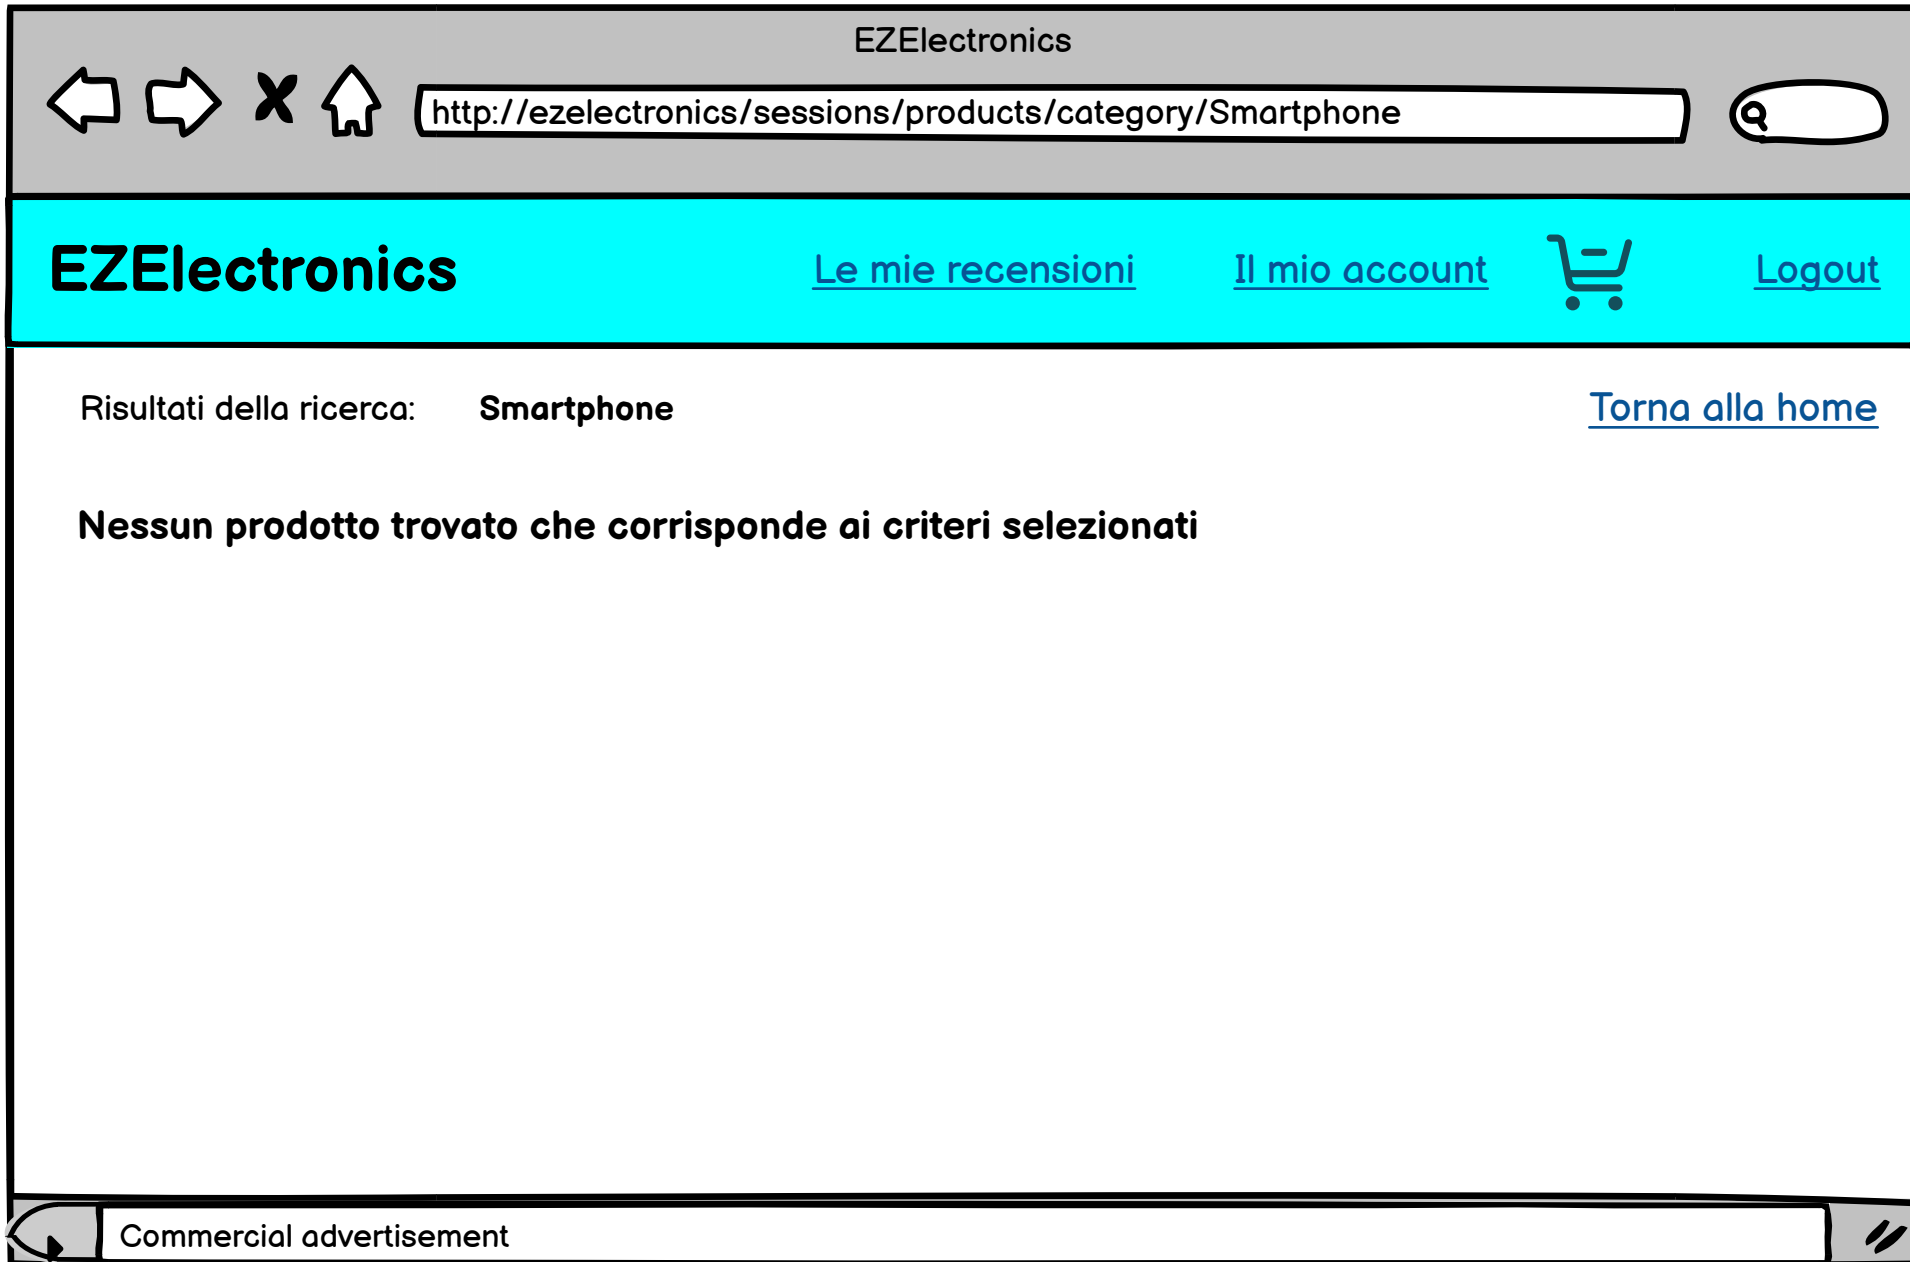 EZElectronics
http://ezelectronics/sessions/products/category/Smartphone
EZElectronics Le mie recensioni Il mio account Logout
Risultati della ricerca: Smartphone Torna alla home
Nessun prodotto trovato che corrisponde ai criteri selezionati
Commercial advertisement